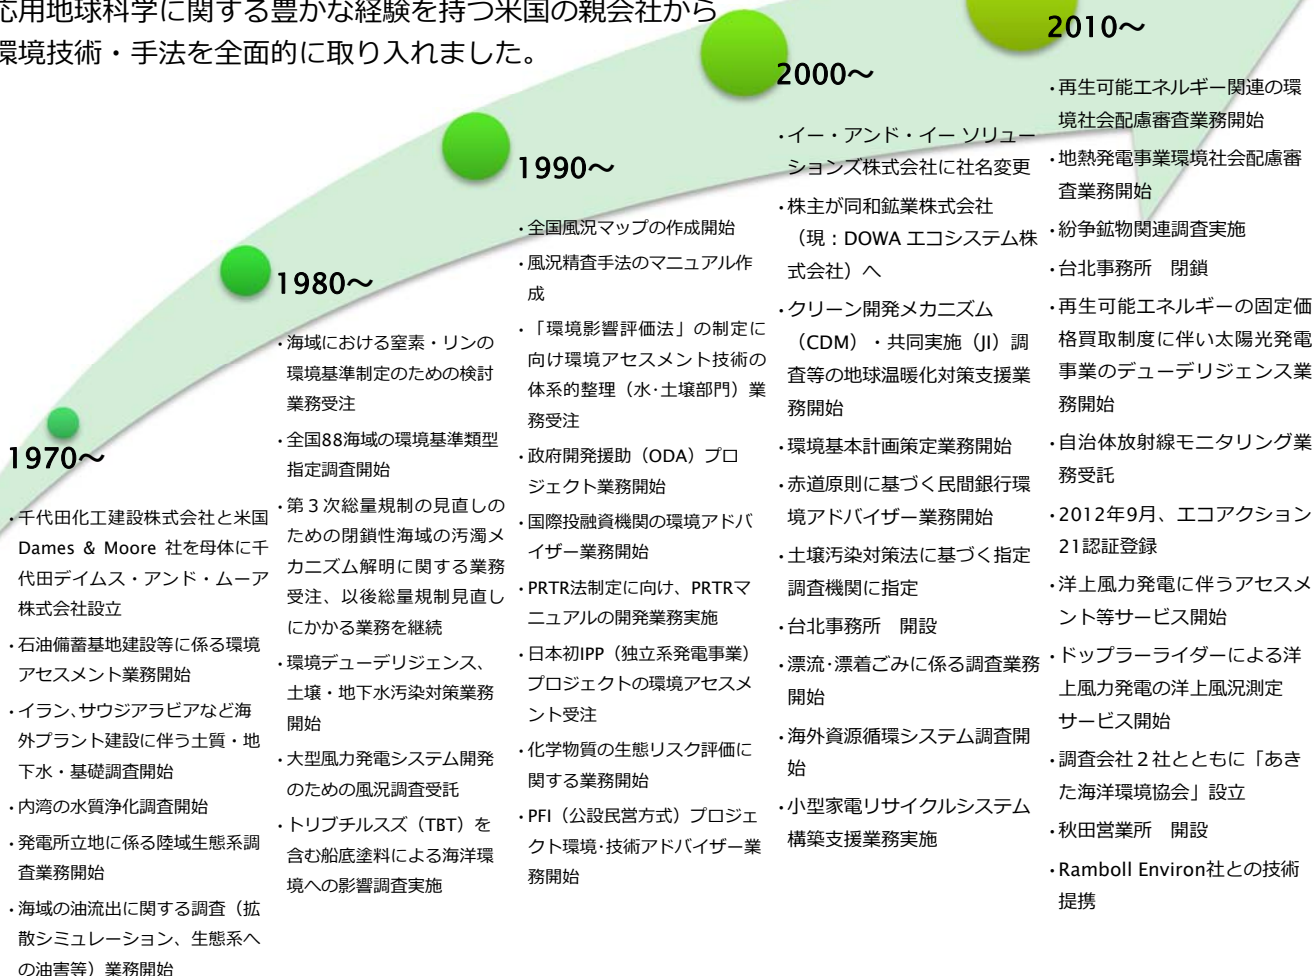 応用地球科学に関する豊かな経験を持つ米国の親会社から
環境技術・手法を全面的に取り入れました。
1970～
・千代田化工建設株式会社と米国
Dames & Moore 社を母体に千
代田デイムス・アンド・ムーア
株式会社設立
・石油備蓄基地建設等に係る環境
アセスメント業務開始
・イラン、サウジアラビアなど海
外プラント建設に伴う土質・地
下水・基礎調査開始
・内湾の水質浄化調査開始
・発電所立地に係る陸域生態系調
査業務開始
・海域の油流出に関する調査（拡
散シミュレーション、生態系へ
の油害等）業務開始
1980～
・海域における窒素・リンの
環境基準制定のための検討
業務受注
・全国88海域の環境基準類型
指定調査開始
・第３次総量規制の見直しの
ための閉鎖性海域の汚濁メ
カニズム解明に関する業務
受注、以後総量規制見直し
にかかる業務を継続
・環境デューデリジェンス、
土壌・地下水汚染対策業務
開始
・大型風力発電システム開発
のための風況調査受託
・トリブチルスズ（TBT）を
含む船底塗料による海洋環
境への影響調査実施
1990～
・全国風況マップの作成開始
・風況精査手法のマニュアル作
成
・「環境影響評価法」の制定に
向け環境アセスメント技術の
体系的整理（水･土壌部門）業
務受注
・政府開発援助（ODA）プロ
ジェクト業務開始
・国際投融資機関の環境アドバ
イザー業務開始
・PRTR法制定に向け、PRTRマ
ニュアルの開発業務実施
・日本初IPP（独立系発電事業）
プロジェクトの環境アセスメ
ント受注
・化学物質の生態リスク評価に
関する業務開始
・PFI（公設民営方式）プロジェ
クト環境･技術アドバイザー業
務開始
2000～
・イー・アンド・イー ソリュー
ションズ株式会社に社名変更
・株主が同和鉱業株式会社
（現：DOWA エコシステム株
式会社）へ
・クリーン開発メカニズム
（CDM）・共同実施（JI）調
査等の地球温暖化対策支援業
務開始
・環境基本計画策定業務開始
・赤道原則に基づく民間銀行環
境アドバイザー業務開始
・土壌汚染対策法に基づく指定
調査機関に指定
・台北事務所　開設
・漂流･漂着ごみに係る調査業務
開始
・海外資源循環システム調査開
始
・小型家電リサイクルシステム
構築支援業務実施
2010～
・再生可能エネルギー関連の環
境社会配慮審査業務開始
・地熱発電事業環境社会配慮審
査業務開始
・紛争鉱物関連調査実施
・台北事務所　閉鎖
・再生可能エネルギーの固定価
格買取制度に伴い太陽光発電
事業のデューデリジェンス業
務開始
・自治体放射線モニタリング業
務受託
・2012年9月、エコアクション
21認証登録
・洋上風力発電に伴うアセスメ
ント等サービス開始
・ドップラーライダーによる洋
上風力発電の洋上風況測定
サービス開始
・調査会社２社とともに「あき
た海洋環境協会」設立
・秋田営業所　開設
・Ramboll Environ社との技術
提携